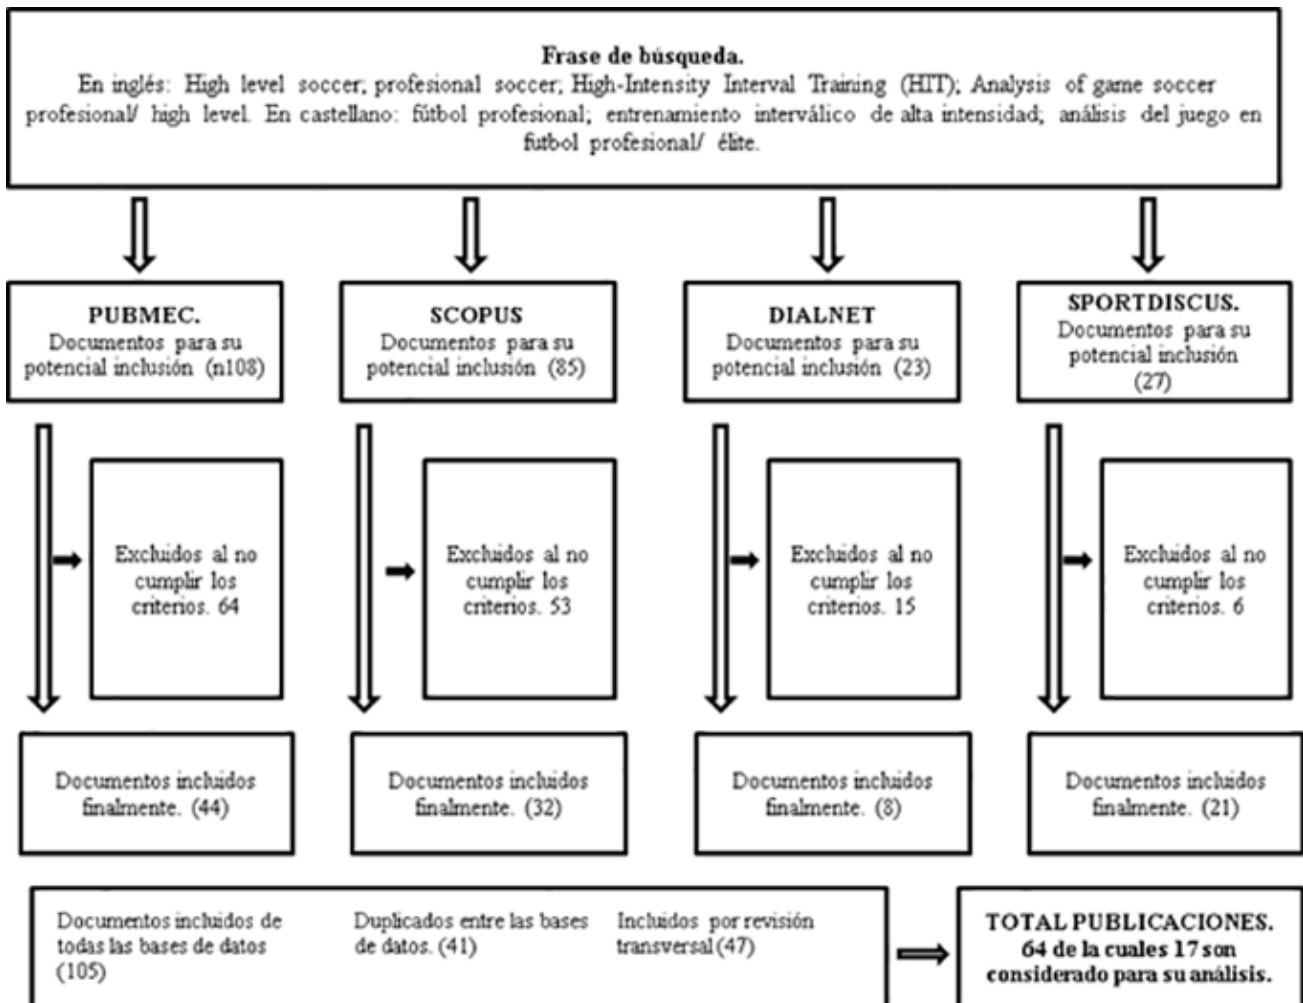 Frase de búsqueda.
En inglés: High level soccer; profesional soccer; High-Intensity Interval Training (HIT); Analysis of game soccer
profesional/ high level. En castellano: fútbol profesional; entrenamiento interválico de alta intensidad; análisis del juego en
futbol profesional/ élite.
PUBMEC.
Documentos para su
potencial inclusión (n108)
SCOPUS
Documentos para su
potencial inclusión (85)
DIALNET
Documentos para su
potencial inclusión (23)
SPORTDISCUS.
Documentos para su
potencial inclusión
(27)
Excluidos al no
cumplir los
criterios. 64
Excluidos al no
cumplir los
criterios. 53
Excluidos al no
cumplir los
criterios. 15
Excluidos al no
cumplir los
criterios. 6
Documentos incluidos
finalmente. (44)
Documentos incluidos
finalmente. (32)
Documentos incluidos
finalmente. (8)
Documentos incluidos
finalmente. (21)
Documentos incluidos de
todas las bases de datos
(105)
Duplicados entre las bases
de datos. (41)
Incluidos por revisión
transversal (47)
TOTAL PUBLICACIONES.
64 de la cuales 17 son
considerado para su análisis.